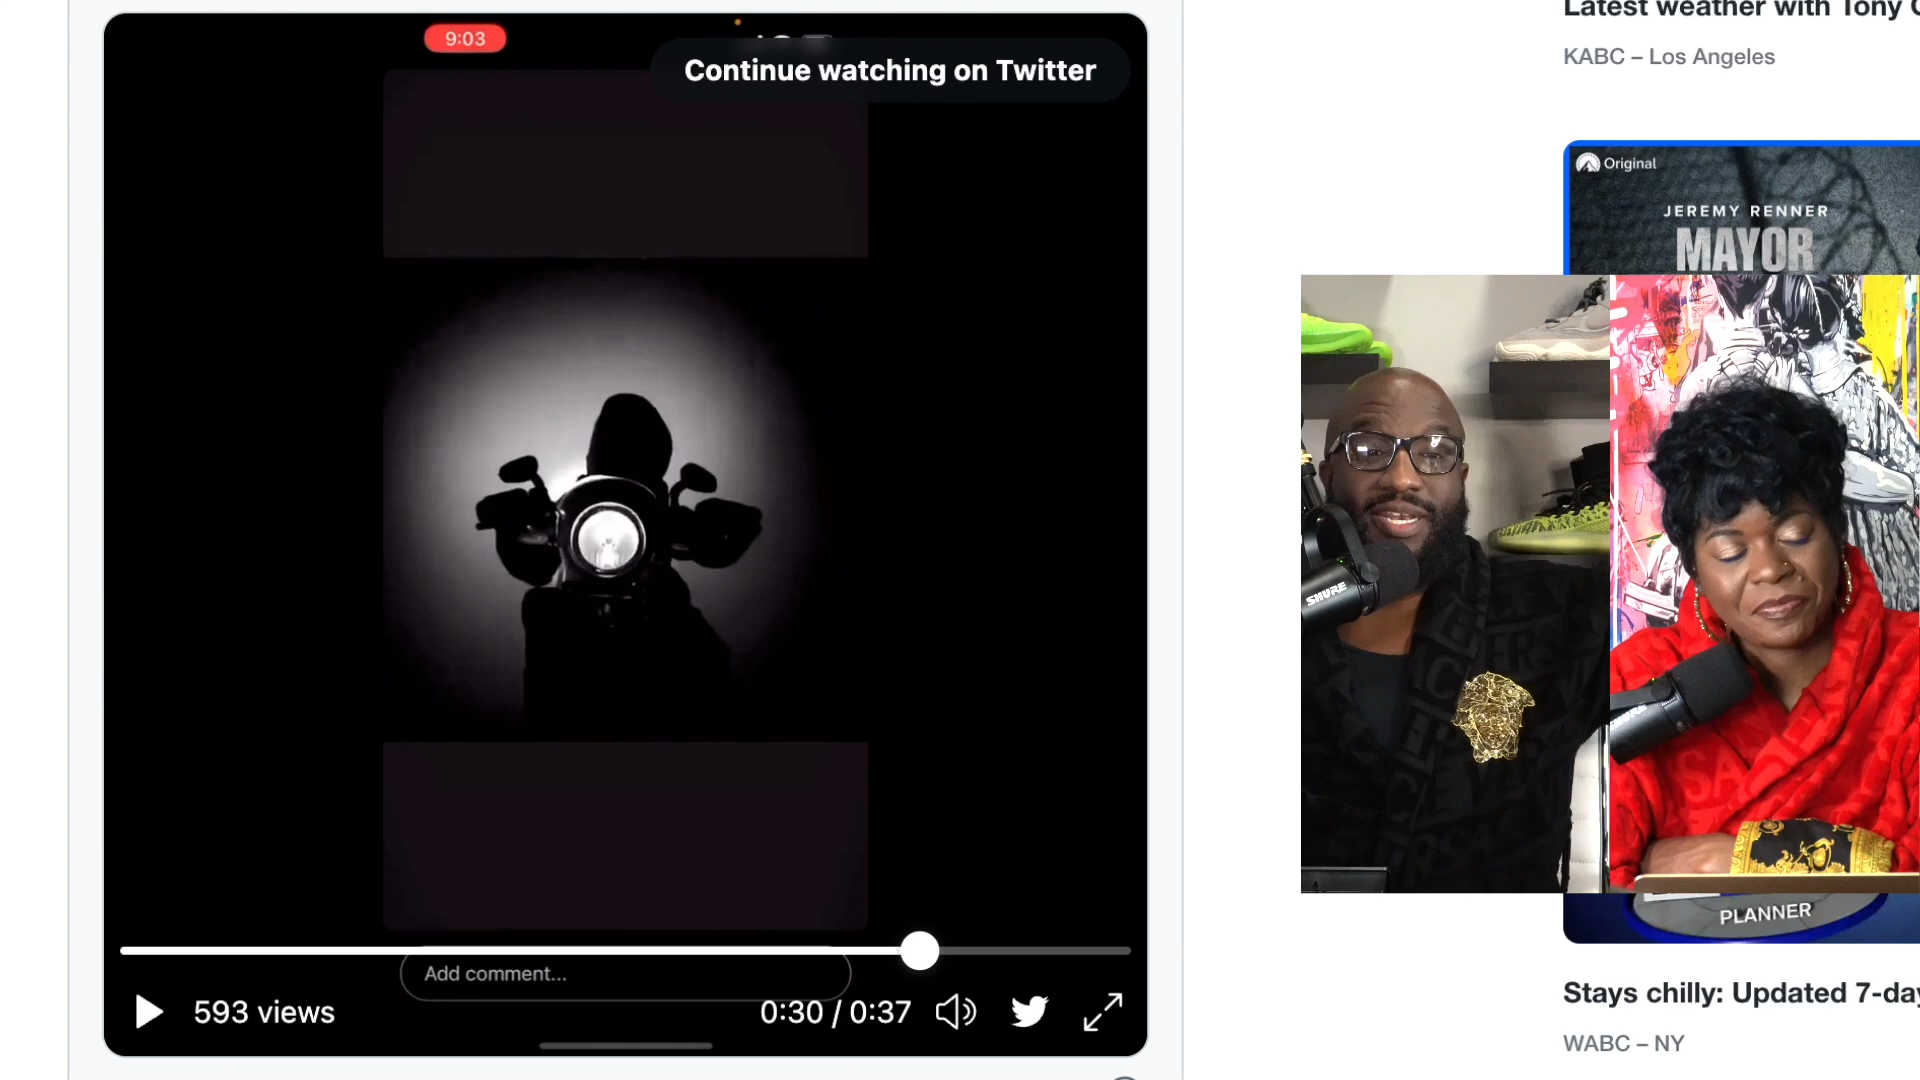 9:03
Continue watching on Twitter
Add comment...
593 views
0:30 / 0:37
Latest weather with Tony
KABC – Los Angeles
Original
JEREMY RENNER
MAYOR
SHURE
PLANNER
Stays chilly: Updated 7-day
WABC – NY